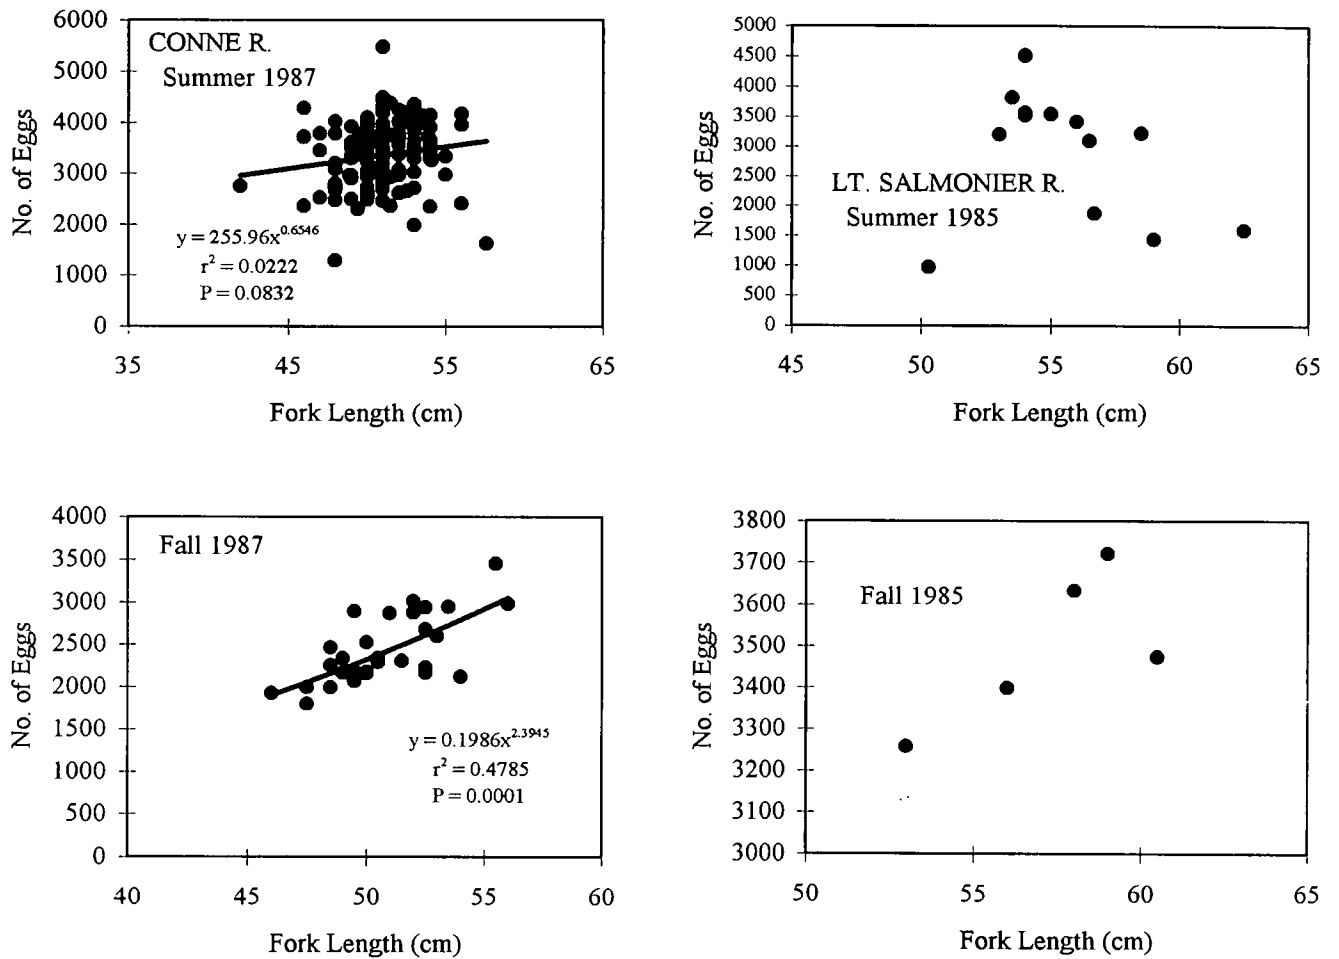 6000
5000
4000
3000
2000
1000
0
No. of Eggs
CONNE R.
Summer 1987
y = 255.96x^0.6546
r² = 0.0222
P = 0.0832
35 45 55 65
Fork Length (cm)
5000
4500
4000
3500
3000
2500
2000
1500
1000
500
0
No. of Eggs
LT. SALMONIER R.
Summer 1985
45 50 55 60 65
Fork Length (cm)
4000
3500
3000
2500
2000
1500
1000
500
0
No. of Eggs
Fall 1987
y = 0.1986x^2.3945
r² = 0.4785
P = 0.0001
40 45 50 55 60
Fork Length (cm)
3800
3700
3600
3500
3400
3300
3200
3100
3000
No. of Eggs
Fall 1985
50 55 60 65
Fork Length (cm)